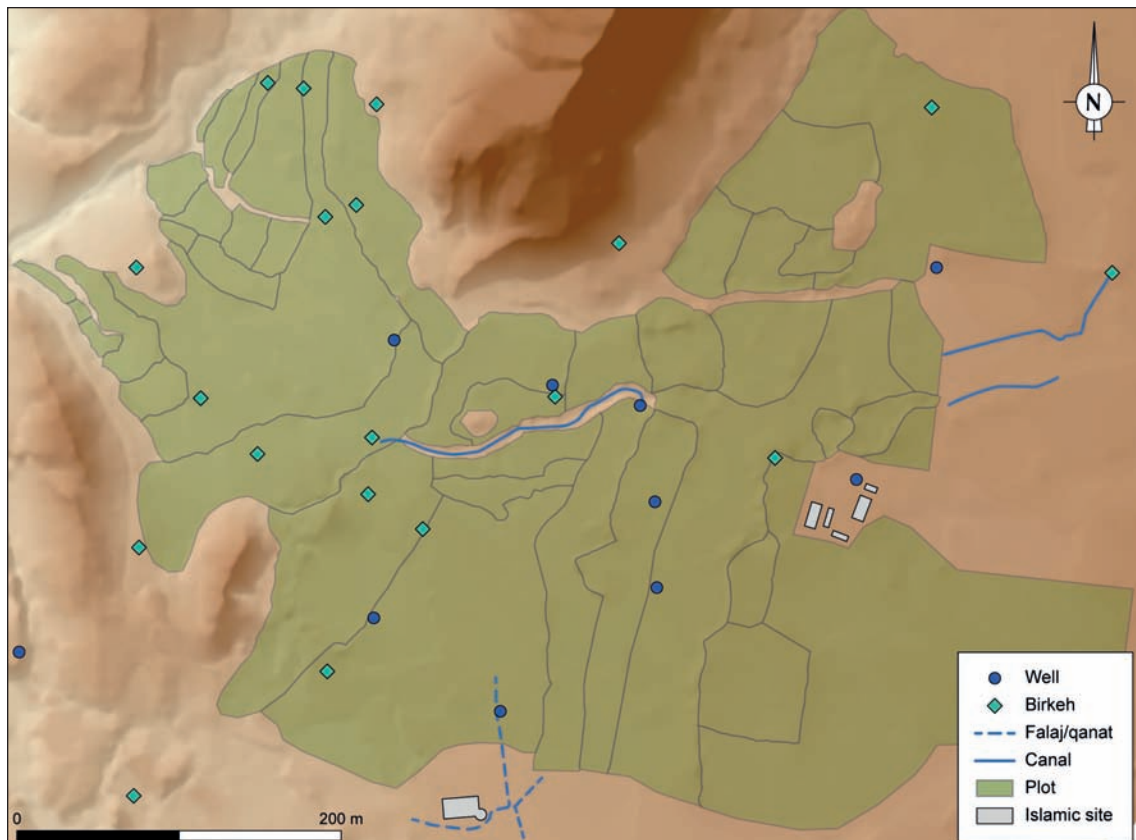 N
Well
Birkeh
Falaj/qanat
Canal
Plot
Islamic site
0 200 m